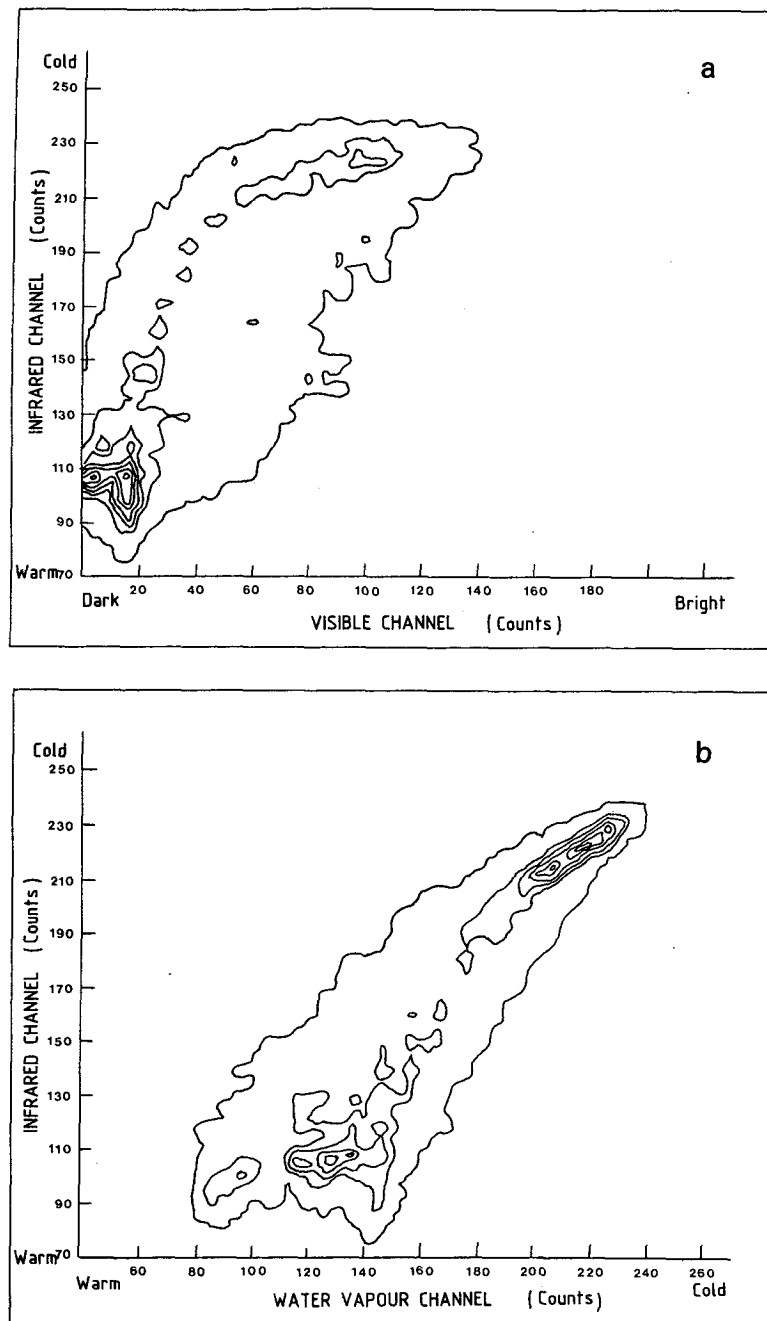 a
Cold
250
230
210
190
170
150
130
110
90
Warm 70
INFRARED CHANNEL (Counts)
20 40 60 80 100 120 140 160 180
Dark Bright
VISIBLE CHANNEL (Counts)
b
Cold
250
230
210
190
170
150
130
110
90
Warm 70
INFRARED CHANNEL (Counts)
60 80 100 120 140 160 180 200 220 240 260
Warm Cold
WATER VAPOUR CHANNEL (Counts)